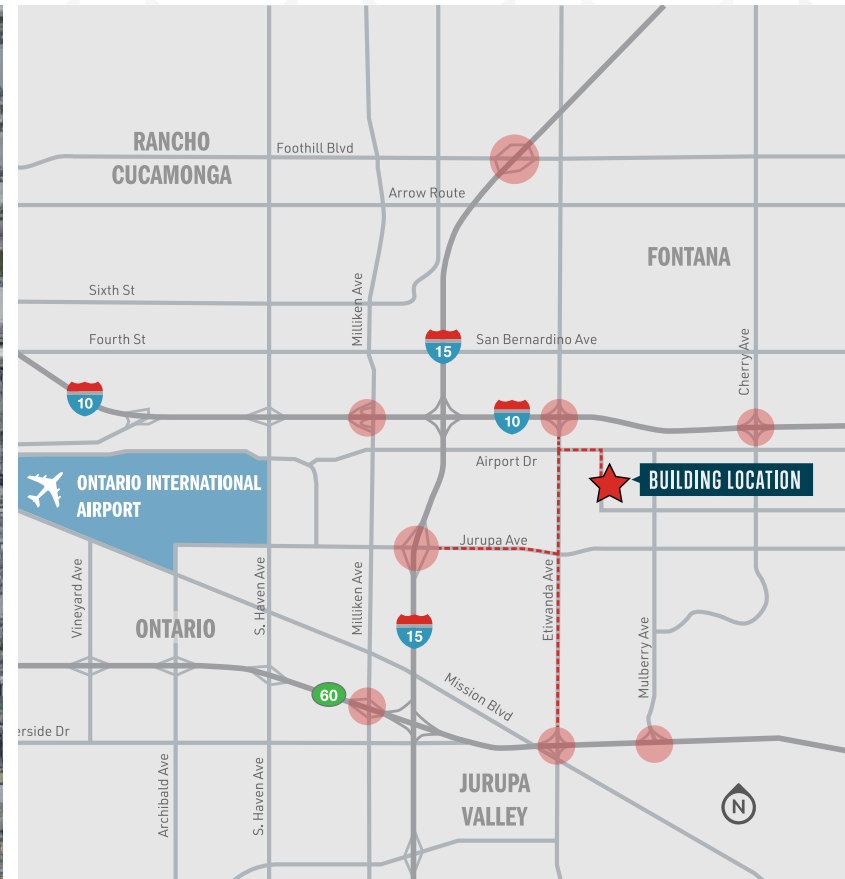 RANCHO
CUCAMONGA
Foothill Blvd
Arrow Route
FONTANA
Sixth St
Milliken Ave
Fourth St
15
San Bernardino Ave
Cherry Ave
10
10
Airport Dr
ONTARIO INTERNATIONAL
AIRPORT
BUILDING LOCATION
Jurupa Ave
Vineyard Ave
S. Haven Ave
Milliken Ave
Etiwanda Ave
ONTARIO
15
Mulberry Ave
60
Mission Blvd
erside Dr
Archibald Ave
S. Haven Ave
JURUPA
VALLEY
N